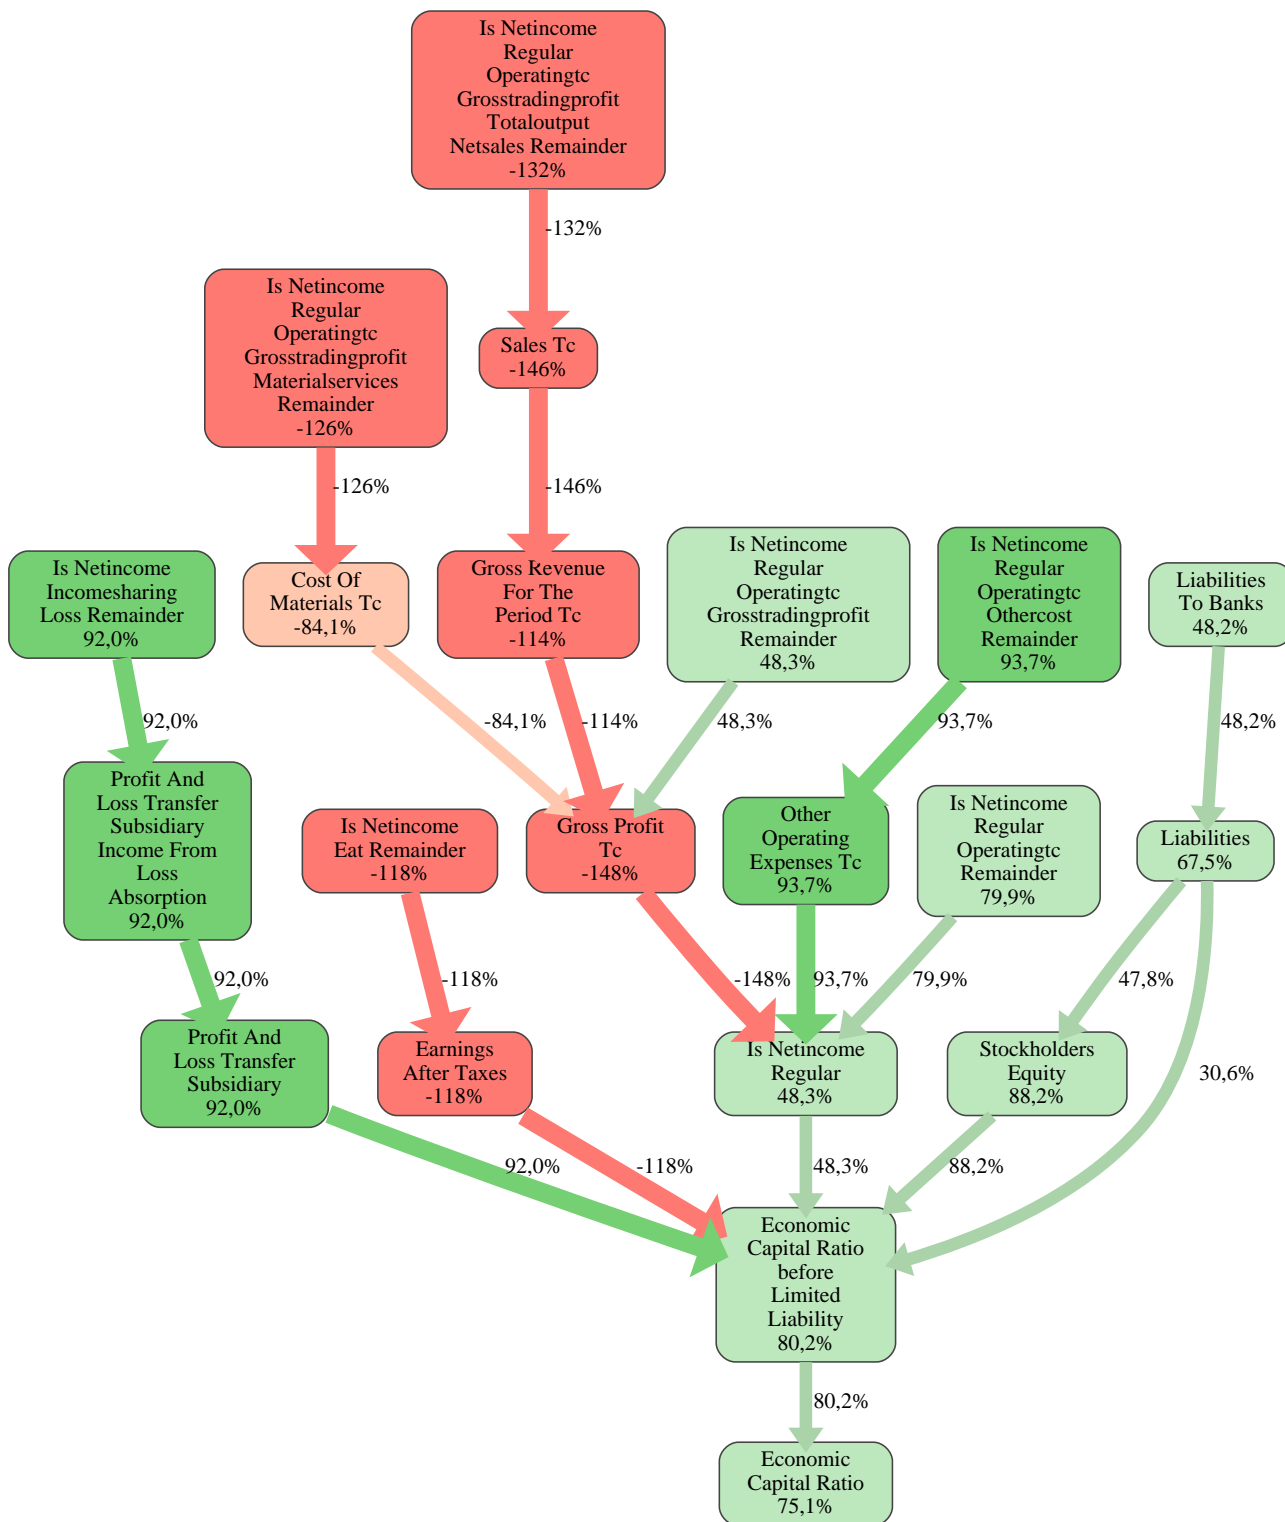 Is Netincome
Regular
Operatingtc
Grosstradingprofit
Totaloutput
Netsales Remainder
-132%
-132%
Is Netincome
Regular
Operatingtc
Grosstradingprofit
Materialservices
Remainder
-126%
Sales Tc
-146%
-126%
-146%
Is Netincome
Incomesharing
Loss Remainder
92,0%
Cost Of
Materials Tc
-84,1%
Gross Revenue
For The
Period Tc
-114%
Is Netincome
Regular
Operatingtc
Grosstradingprofit
Remainder
48,3%
Is Netincome
Regular
Operatingtc
Othercost
Remainder
93,7%
Liabilities
To Banks
48,2%
92,0%
-84,1%
-114%
48,3%
93,7%
48,2%
Profit And
Loss Transfer
Subsidiary
Income From
Loss
Absorption
92,0%
Is Netincome
Eat Remainder
-118%
Gross Profit
Tc
-148%
Other
Operating
Expenses Tc
93,7%
Is Netincome
Regular
Operatingtc
Remainder
79,9%
Liabilities
67,5%
92,0%
-118%
-148%
93,7%
79,9%
47,8%
30,6%
Profit And
Loss Transfer
Subsidiary
92,0%
Earnings
After Taxes
-118%
Is Netincome
Regular
48,3%
Stockholders
Equity
88,2%
92,0%
-118%
48,3%
88,2%
Economic
Capital Ratio
before
Limited
Liability
80,2%
80,2%
Economic
Capital Ratio
75,1%